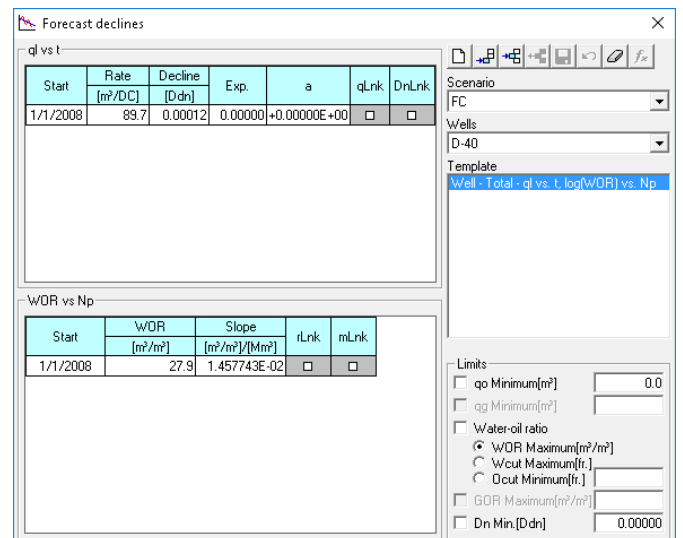 Forecast declines
ql vs t
Start Rate Decline Exp. a qLnk DnLnk
[m³/DC] [Ddn]
1/1/2008 89.7 0.00012 0.00000 +0.00000E+00
fx
Scenario
FC
Wells
D-40
Template
Well - Total - ql vs. t, log(WOR) vs. Np
WOR vs Np
Start WOR Slope rLnk mLnk
[m³/m³] [m³/m³]/[Mm³]
1/1/2008 27.9 1.457743E-02
Limits
qo Minimum[m³] 0.0
qg Minimum[m³]
Water-oil ratio
WOR Maximum[m³/m³]
Wcut Maximum[fr.]
Ocut Minimum[fr.]
GOR Maximum[m³/m³]
Dn Min.[Ddn] 0.00000